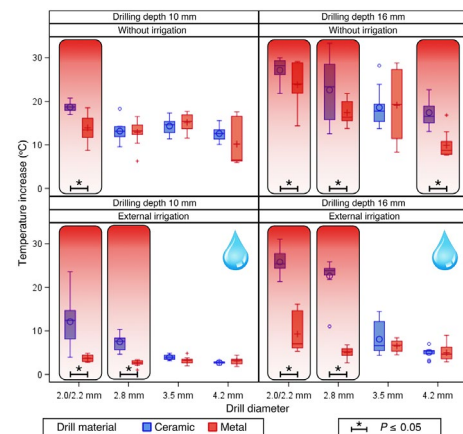 Drilling depth 10 mm
Drilling depth 16 mm
Without irrigation
Without irrigation
30
20
10
0
*
*
*
*
Temperature increase (°C)
Drilling depth 10 mm
Drilling depth 16 mm
External irrigation
External irrigation
30
20
10
0
*
*
*
*
2.0/2.2 mm
2.8 mm
3.5 mm
4.2 mm
2.0/2.2 mm
2.8 mm
3.5 mm
4.2 mm
Drill diameter
Drill material Ceramic Metal
* P ≤ 0.05